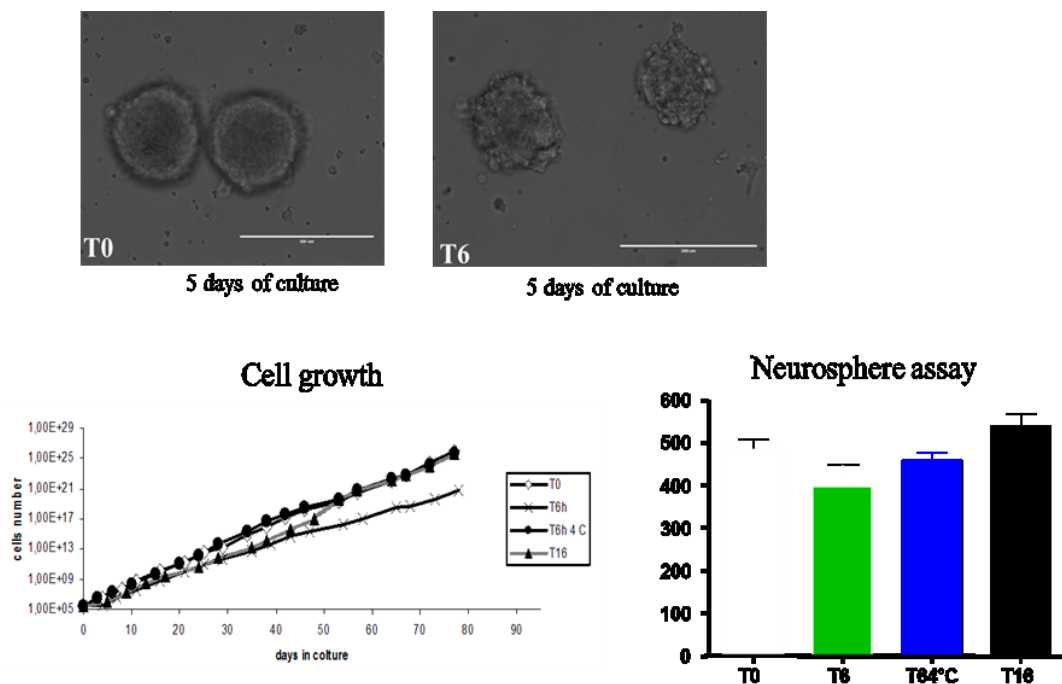 T0
T6
5 days of culture
5 days of culture
Cell growth
cells number
1,00E+29
1,00E+25
1,00E+21
1,00E+17
1,00E+13
1,00E+09
1,00E+05
0 10 20 30 40 50 60 70 80 90
days in colture
T0
T6h
T6h 4 C
T16
Neurosphere assay
600
500
400
300
200
100
0
T0 T6 T64°C T16